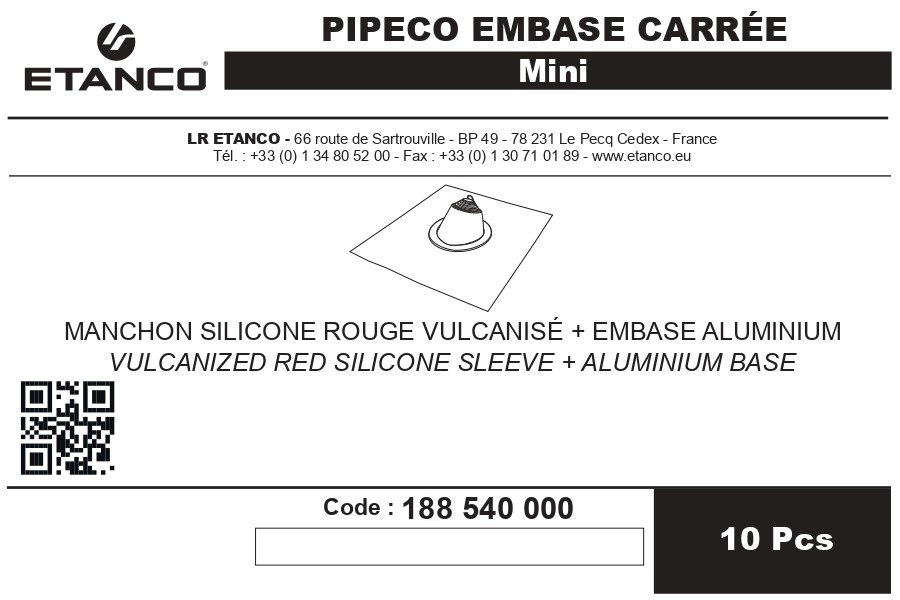 PIPECO EMBASE CARRÉE
ETANCO®
Mini
LR ETANCO - 66 route de Sartrouville - BP 49 - 78 231 Le Pecq Cedex - France
Tél. : +33 (0) 1 34 80 52 00 - Fax : +33 (0) 1 30 71 01 89 - www.etanco.eu
MANCHON SILICONE ROUGE VULCANISÉ + EMBASE ALUMINIUM
VULCANIZED RED SILICONE SLEEVE + ALUMINIUM BASE
Code : 188 540 000
10 Pcs